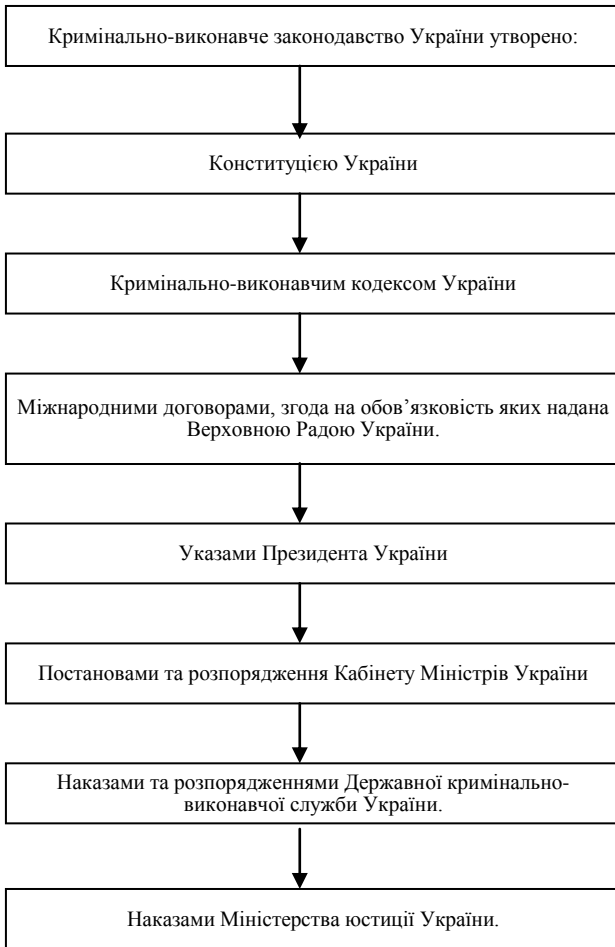 Кримінально-виконавче законодавство України утворено:
Конституцією України
Кримінально-виконавчим кодексом України
Міжнародними договорами, згода на обов’язковість яких надана
Верховною Радою України.
Указами Президента України
Постановами та розпорядження Кабінету Міністрів України
Наказами та розпорядженнями Державної кримінально-
виконавчої служби України.
Наказами Міністерства юстиції України.